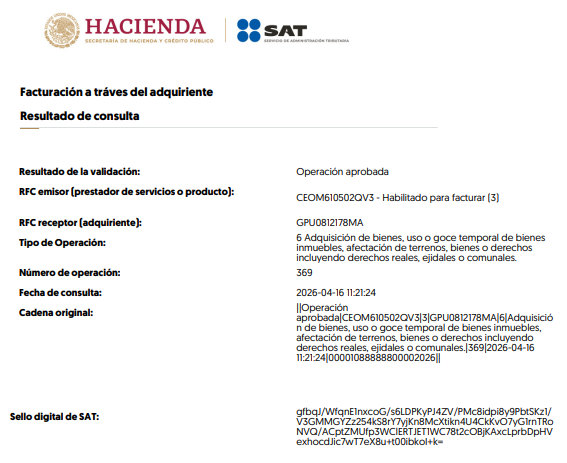 HACIENDA
SECRETARÍA DE HACIENDA Y CRÉDITO PÚBLICO
SAT
SERVICIO DE ADMINISTRACIÓN TRIBUTARIA
Facturación a tráves del adquiriente
Resultado de consulta
Resultado de la validación: Operación aprobada
RFC emisor (prestador de servicios o producto): CEOM610502QV3 - Habilitado para facturar (3)
RFC receptor (adquiriente): GPU0812178MA
Tipo de Operación: 6 Adquisición de bienes, uso o goce temporal de bienes
inmuebles, afectación de terrenos, bienes o derechos
incluyendo derechos reales, ejidales o comunales.
Número de operación: 369
Fecha de consulta: 2026-04-16 11:21:24
Cadena original: ||Operación
aprobada|CEOM610502QV3|3|GPU0812178MA|6|Adquisició
n de bienes, uso o goce temporal de bienes inmuebles,
afectación de terrenos, bienes o derechos incluyendo
derechos reales, ejidales o comunales.|369|2026-04-16
11:21:24|00001088888800002026||
Sello digital de SAT: gfbqJ/WfqnE1nxcoG/s6LDPKyPJ4ZV/PMc8idpi8y9PbtSKz1/
V3GMMGYZz254kS8rY7yjKn8McXtikn4U4CkKvO7yG1rnTRo
NVQ/ACptZMUfp3WClERTJET1WC78t2cOBjKAxcLprbDpHV
exhocdJic7wT7eX8u+t00ibkol+k=